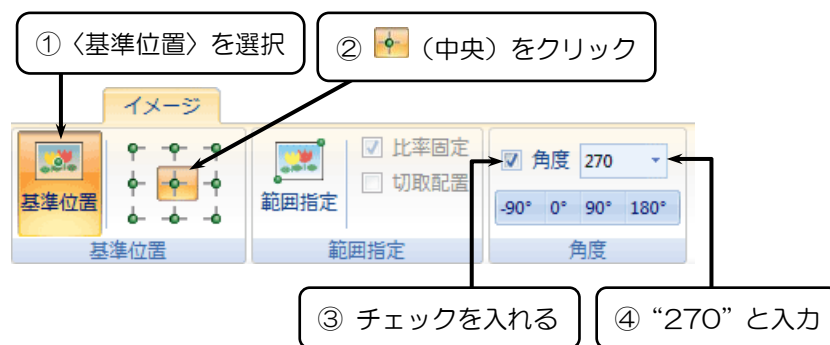 ① 〈基準位置〉を選択
② （中央）をクリック
イメージ
基準位置
基準位置
範囲指定
比率固定
切取配置
範囲指定
角度 270
-90° 0° 90° 180°
角度
③ チェックを入れる
④ “270” と入力